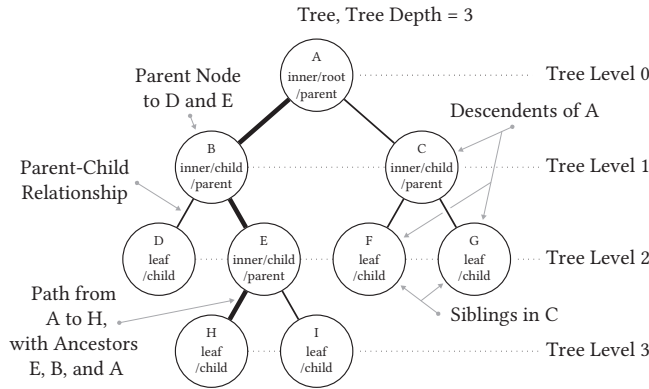 Tree, Tree Depth = 3
A
inner/root
/parent
Tree Level 0
Parent Node
to D and E
Descendents of A
B
inner/child
/parent
C
inner/child
/parent
Tree Level 1
Parent-Child
Relationship
D
leaf
/child
E
inner/child
/parent
F
leaf
/child
G
leaf
/child
Tree Level 2
Path from
A to H,
with Ancestors
E, B, and A
Siblings in C
H
leaf
/child
I
leaf
/child
Tree Level 3